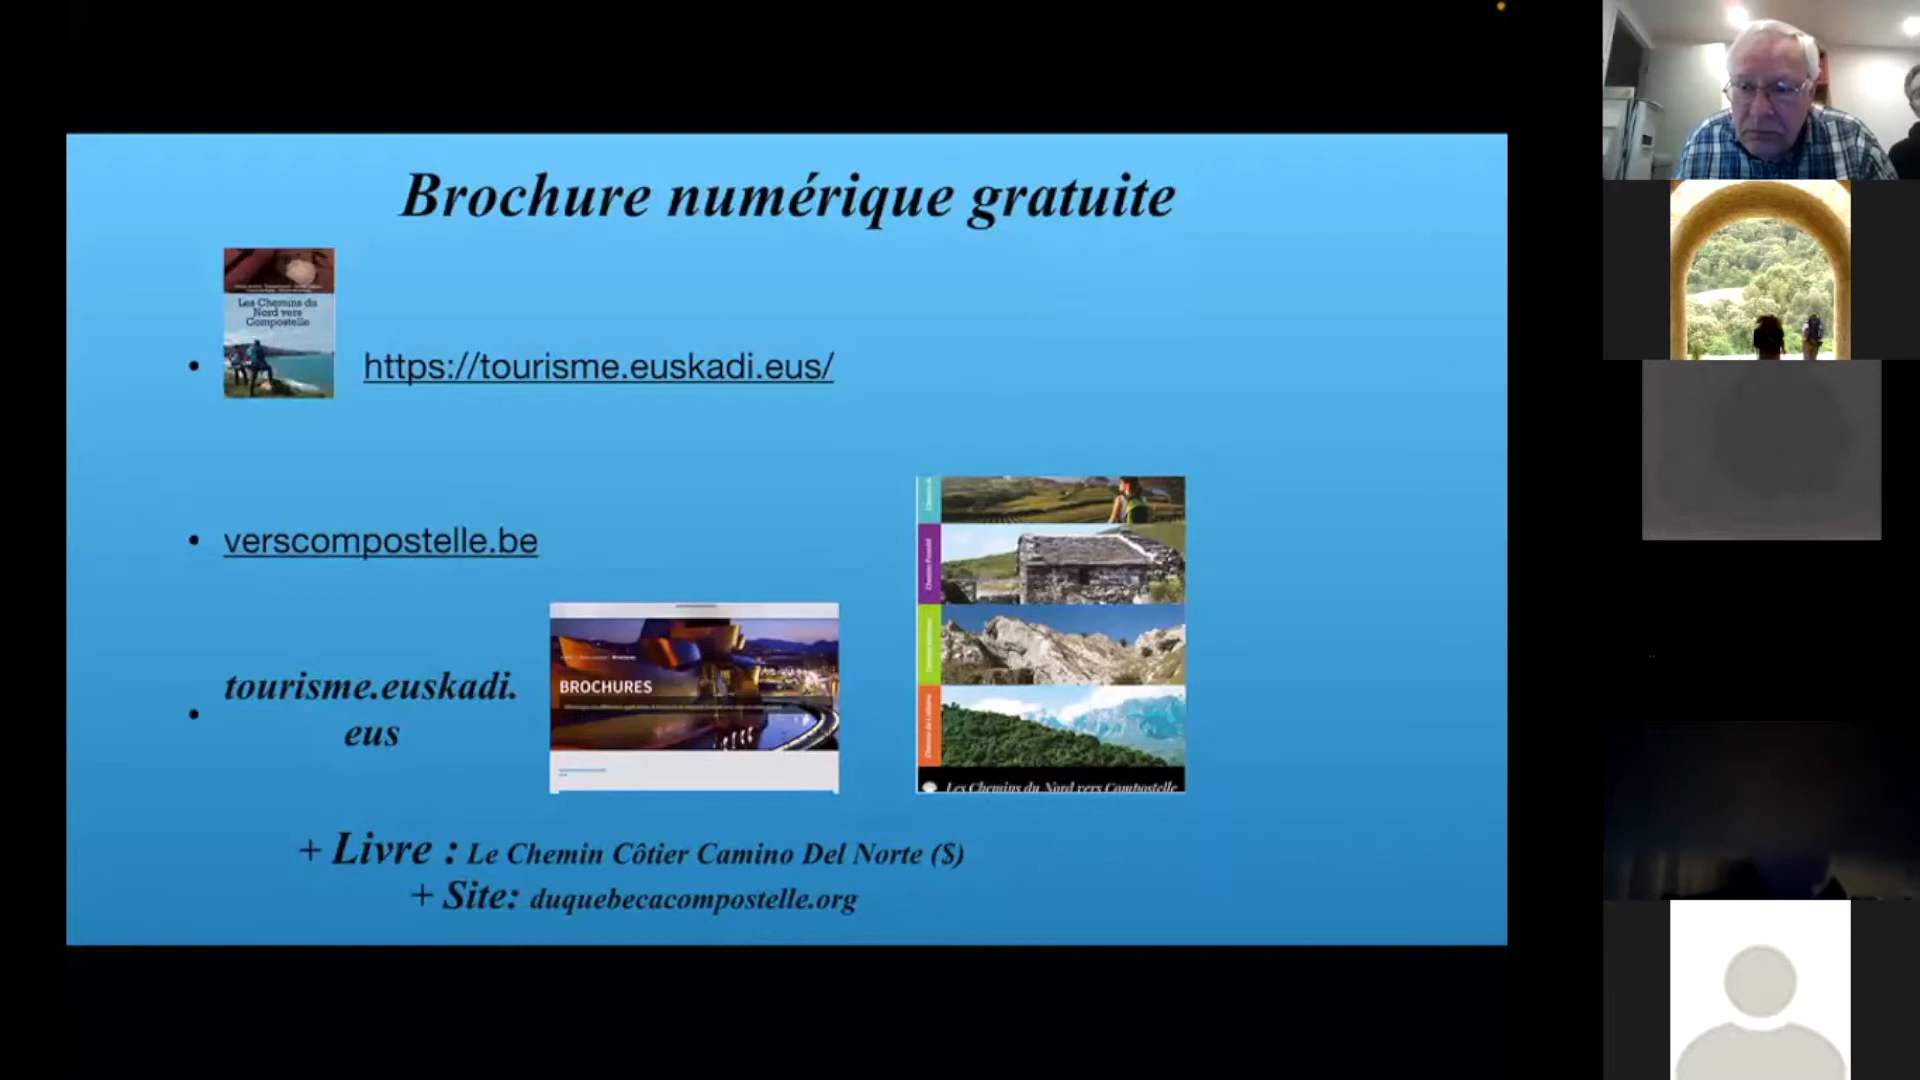 Brochure numérique gratuite
Les Chemins du
Nord vers
Compostelle
• https://tourisme.euskadi.eus/
• verscompostelle.be
BROCHURES
• tourisme.euskadi.
eus
Les Chemins du Nord vers Compostelle
+ Livre : Le Chemin Côtier Camino Del Norte ($)
+ Site: duquebecacompostelle.org